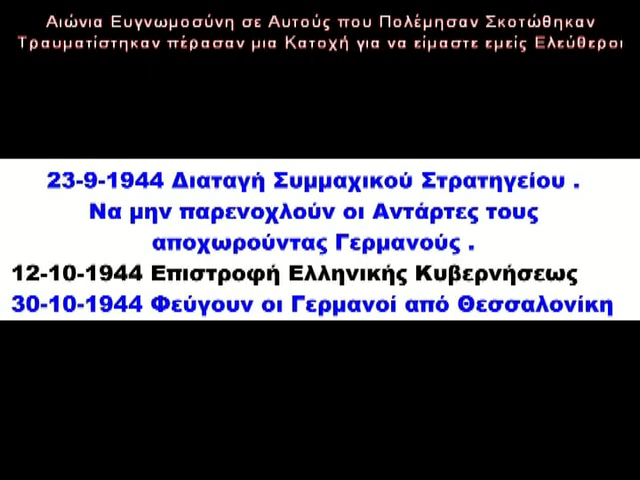 Αιώνια Ευγνωμοσύνη σε Αυτούς που Πολέμησαν Σκοτώθηκαν
Τραυματίστηκαν πέρασαν μια Κατοχή για να είμαστε εμείς Ελεύθεροι
23-9-1944 Διαταγή Συμμαχικού Στρατηγείου .
Να μην παρενοχλούν οι Αντάρτες τους
αποχωρούντας Γερμανούς .
12-10-1944 Επιστροφή Ελληνικής Κυβερνήσεως
30-10-1944 Φεύγουν οι Γερμανοί από Θεσσαλονίκη